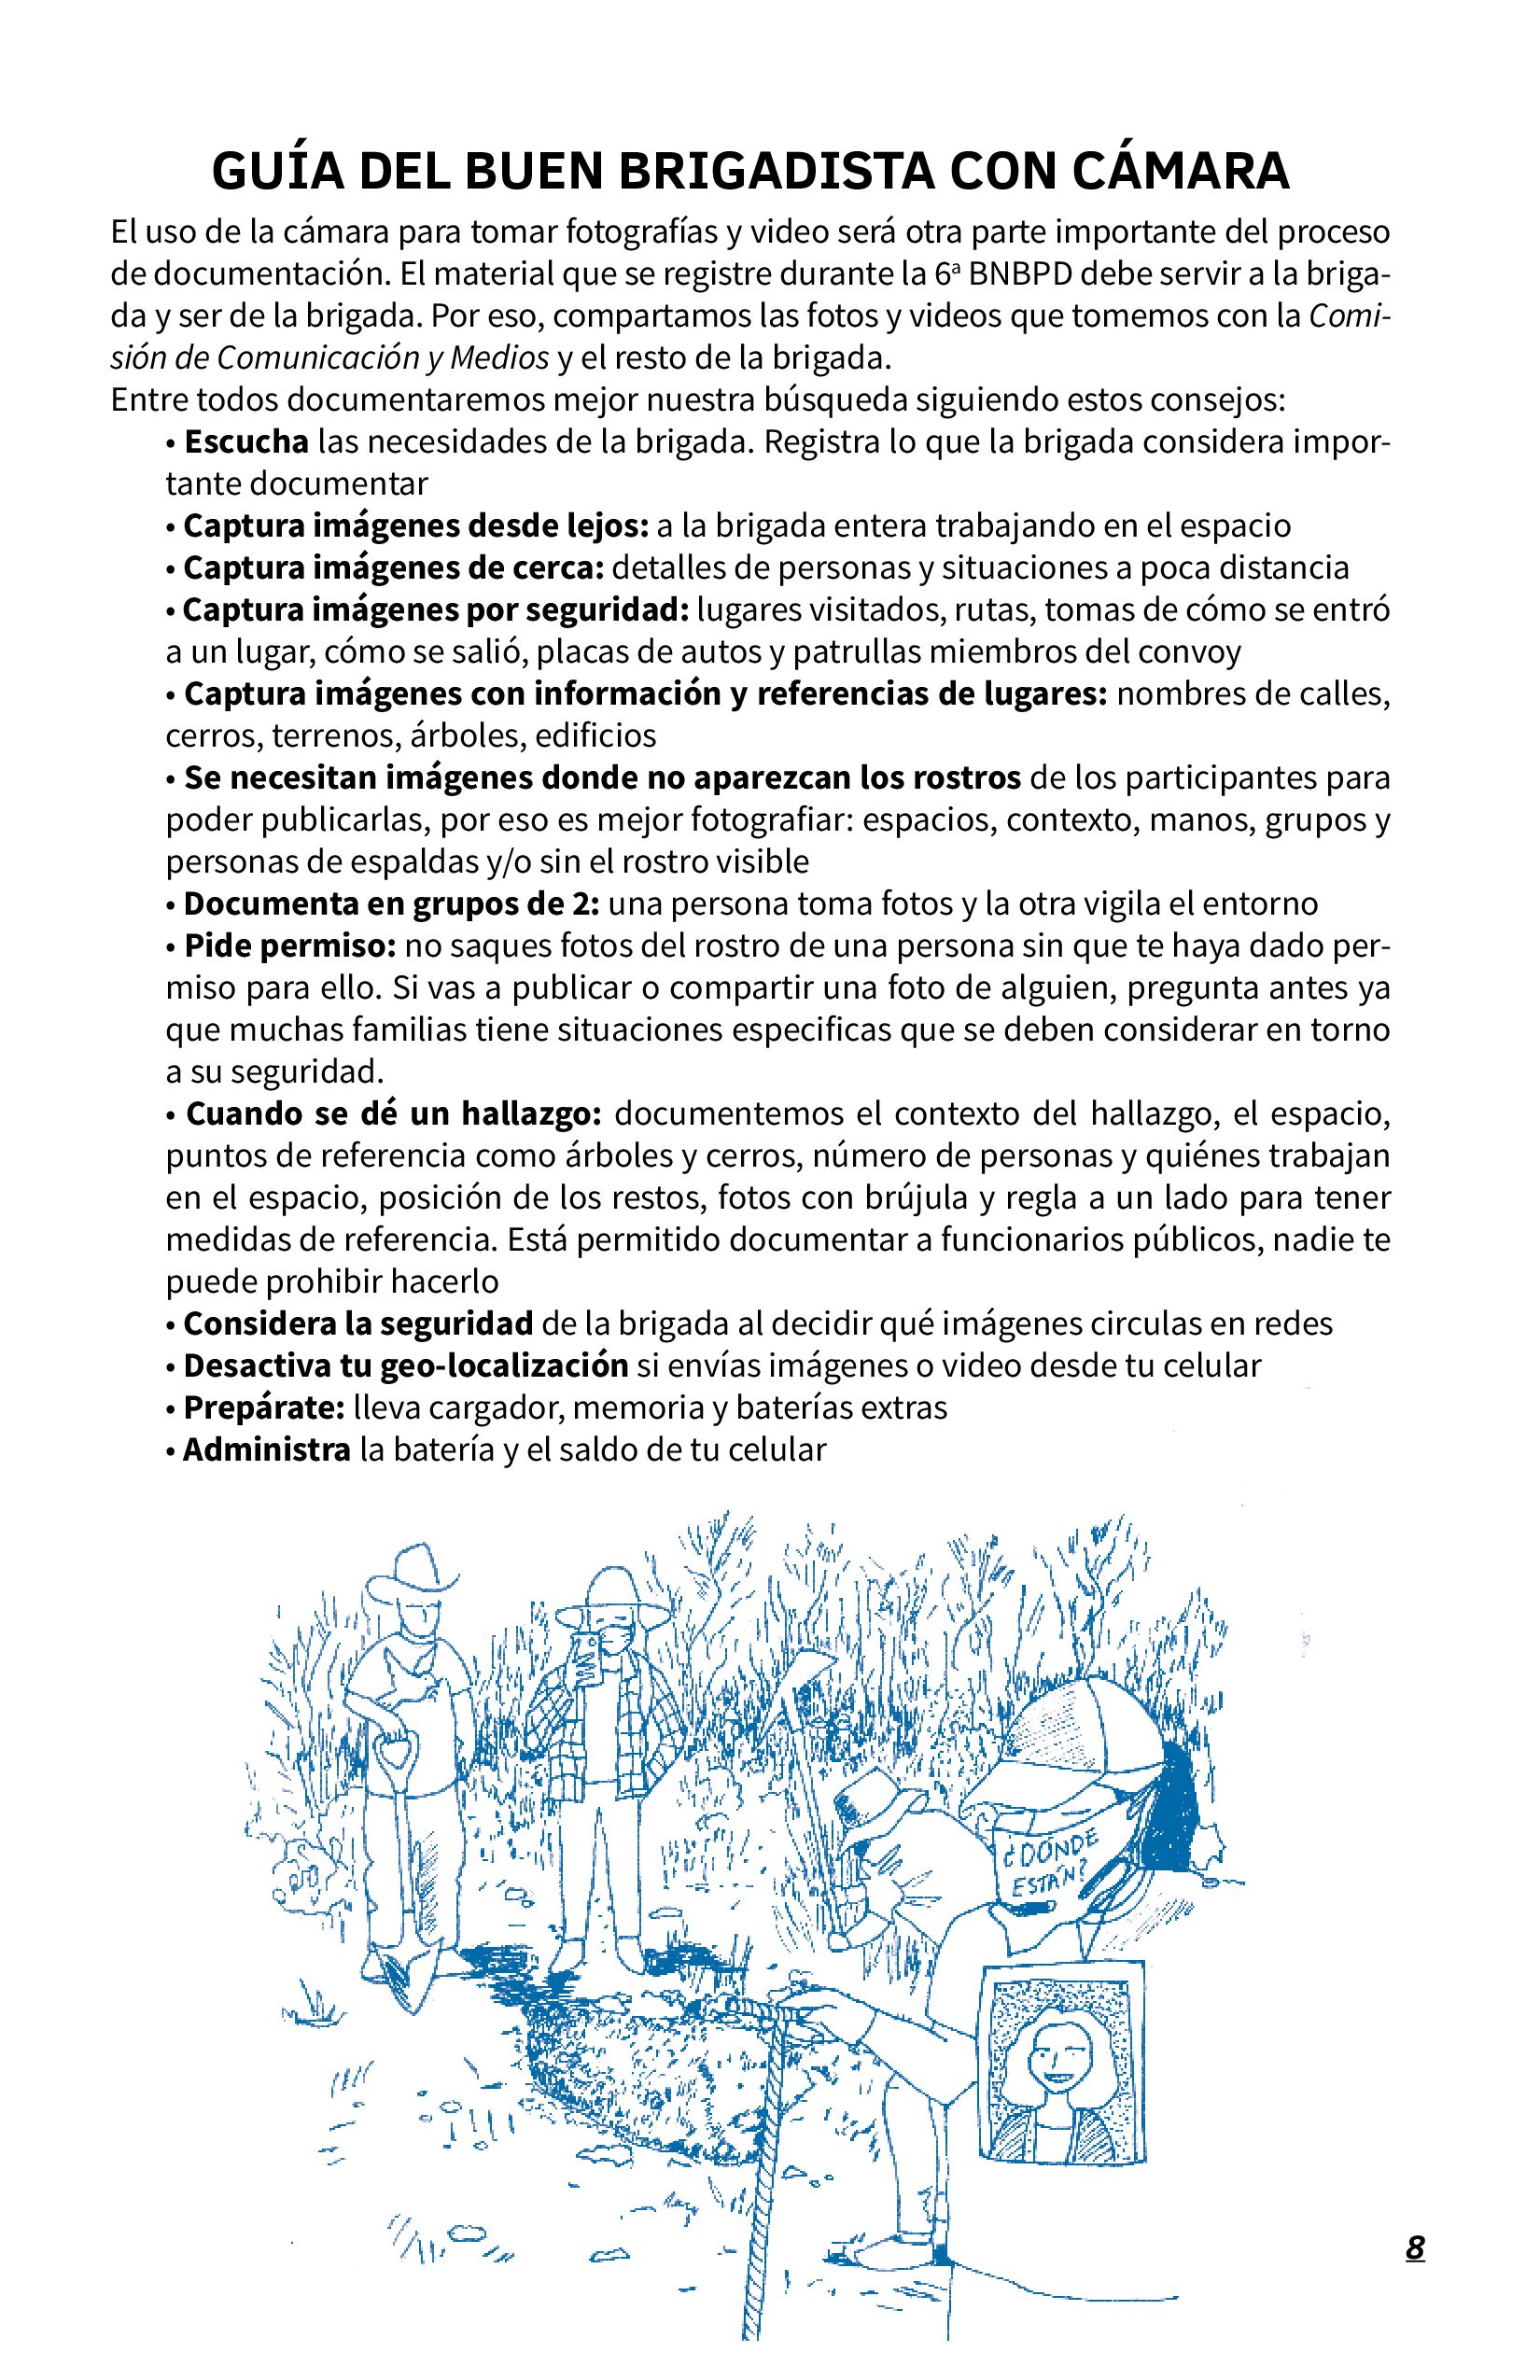 GUÍA DEL BUEN BRIGADISTA CON CÁMARA
El uso de la cámara para tomar fotografías y video será otra parte importante del proceso
de documentación. El material que se registre durante la 6ª BNBPD debe servir a la briga-
da y ser de la brigada. Por eso, compartamos las fotos y videos que tomemos con la Comi-
sión de Comunicación y Medios y el resto de la brigada.
Entre todos documentaremos mejor nuestra búsqueda siguiendo estos consejos:
• Escucha las necesidades de la brigada. Registra lo que la brigada considera impor-
tante documentar
• Captura imágenes desde lejos: a la brigada entera trabajando en el espacio
• Captura imágenes de cerca: detalles de personas y situaciones a poca distancia
• Captura imágenes por seguridad: lugares visitados, rutas, tomas de cómo se entró
a un lugar, cómo se salió, placas de autos y patrullas miembros del convoy
• Captura imágenes con información y referencias de lugares: nombres de calles,
cerros, terrenos, árboles, edificios
• Se necesitan imágenes donde no aparezcan los rostros de los participantes para
poder publicarlas, por eso es mejor fotografiar: espacios, contexto, manos, grupos y
personas de espaldas y/o sin el rostro visible
• Documenta en grupos de 2: una persona toma fotos y la otra vigila el entorno
• Pide permiso: no saques fotos del rostro de una persona sin que te haya dado per-
miso para ello. Si vas a publicar o compartir una foto de alguien, pregunta antes ya
que muchas familias tiene situaciones especificas que se deben considerar en torno
a su seguridad.
• Cuando se dé un hallazgo: documentemos el contexto del hallazgo, el espacio,
puntos de referencia como árboles y cerros, número de personas y quiénes trabajan
en el espacio, posición de los restos, fotos con brújula y regla a un lado para tener
medidas de referencia. Está permitido documentar a funcionarios públicos, nadie te
puede prohibir hacerlo
• Considera la seguridad de la brigada al decidir qué imágenes circulas en redes
• Desactiva tu geo-localización si envías imágenes o video desde tu celular
• Prepárate: lleva cargador, memoria y baterías extras
• Administra la batería y el saldo de tu celular
¿DÓNDE
ESTÁN?
8